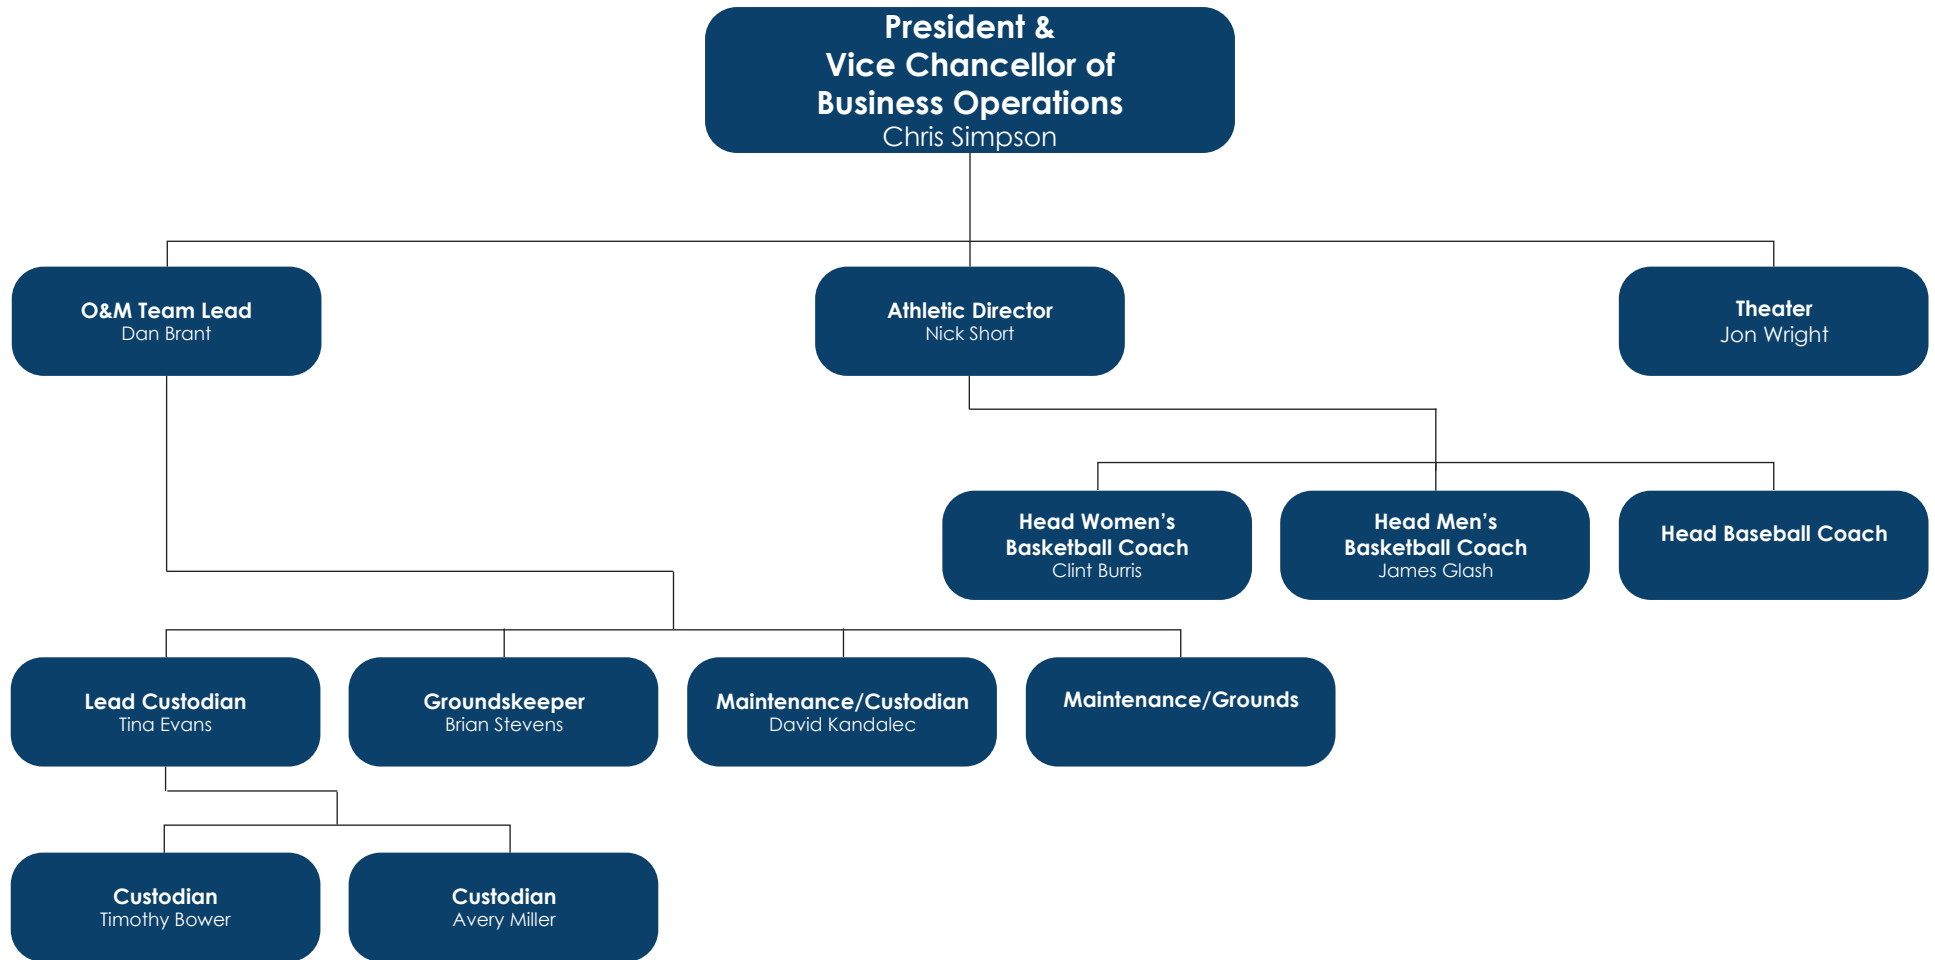 President &
Vice Chancellor of
Business Operations
Chris Simpson
O&M Team Lead
Dan Brant
Athletic Director
Nick Short
Theater
Jon Wright
Head Women’s
Basketball Coach
Clint Burris
Head Men’s
Basketball Coach
James Glash
Head Baseball Coach
Lead Custodian
Tina Evans
Groundskeeper
Brian Stevens
Maintenance/Custodian
David Kandalec
Maintenance/Grounds
Custodian
Timothy Bower
Custodian
Avery Miller